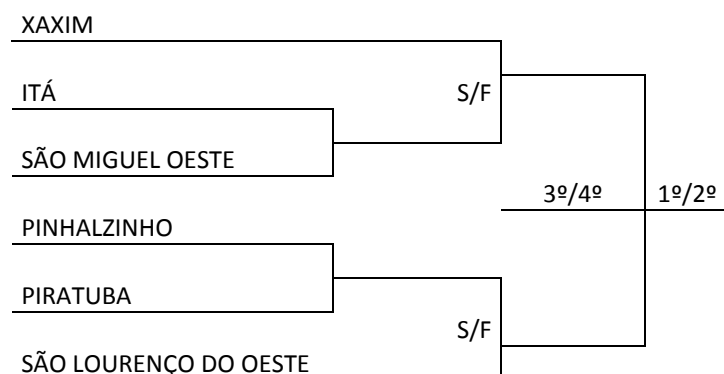 XAXIM
ITÁ
S/F
SÃO MIGUEL OESTE
3º/4º 1º/2º
PINHALZINHO
PIRATUBA
S/F
SÃO LOURENÇO DO OESTE